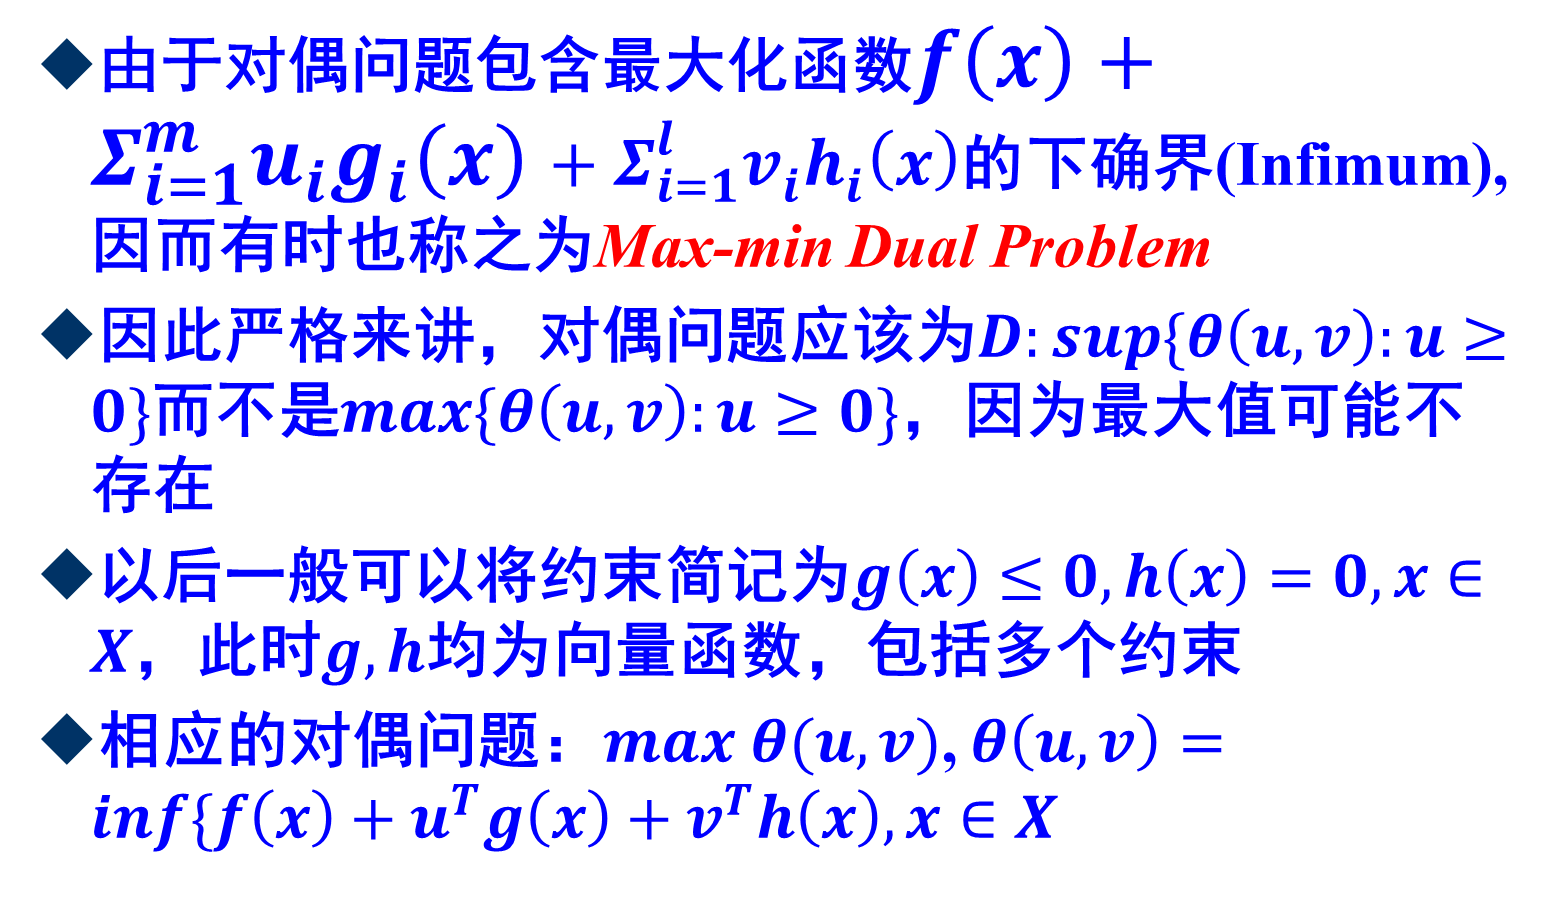 ◆由于对偶问题包含最大化函数f(x) +
Σ_{i=1}^{m} u_i g_i(x) + Σ_{i=1}^{l} v_i h_i(x)的下确界(Infimum),
因而有时也称之为Max-min Dual Problem
◆因此严格来讲，对偶问题应该为D: sup{θ(u, v): u ≥
0}而不是max{θ(u, v): u ≥ 0}，因为最大值可能不
存在
◆以后一般可以将约束简记为g(x) ≤ 0, h(x) = 0, x ∈
X，此时g, h均为向量函数，包括多个约束
◆相应的对偶问题：max θ(u, v), θ(u, v) =
inf{f(x) + u^T g(x) + v^T h(x), x ∈ X